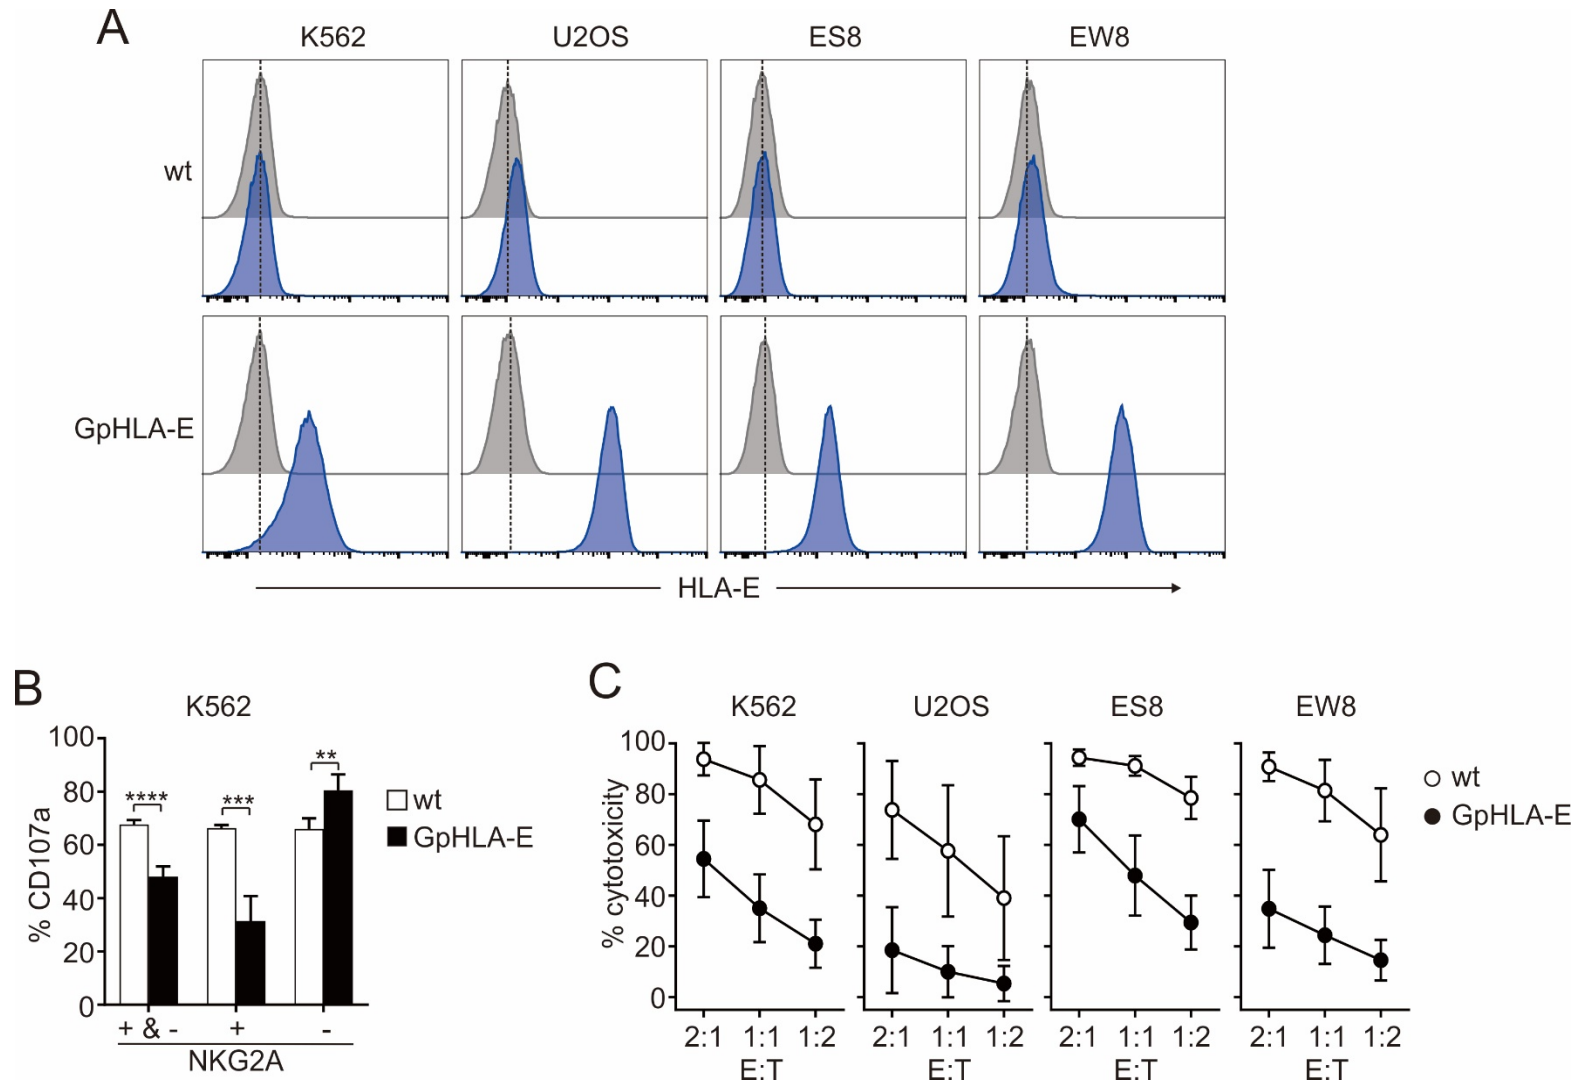 A
K562 U2OS ES8 EW8
wt
GpHLA-E
HLA-E
B
K562
100
80
60
40
20
0
% CD107a
**** *** **
wt
GpHLA-E
+ & - + -
NKG2A
C
K562 U2OS ES8 EW8
100
80
60
40
20
0
% cytotoxicity
wt
GpHLA-E
2:1 1:1 1:2 2:1 1:1 1:2 2:1 1:1 1:2 2:1 1:1 1:2
E:T E:T E:T E:T